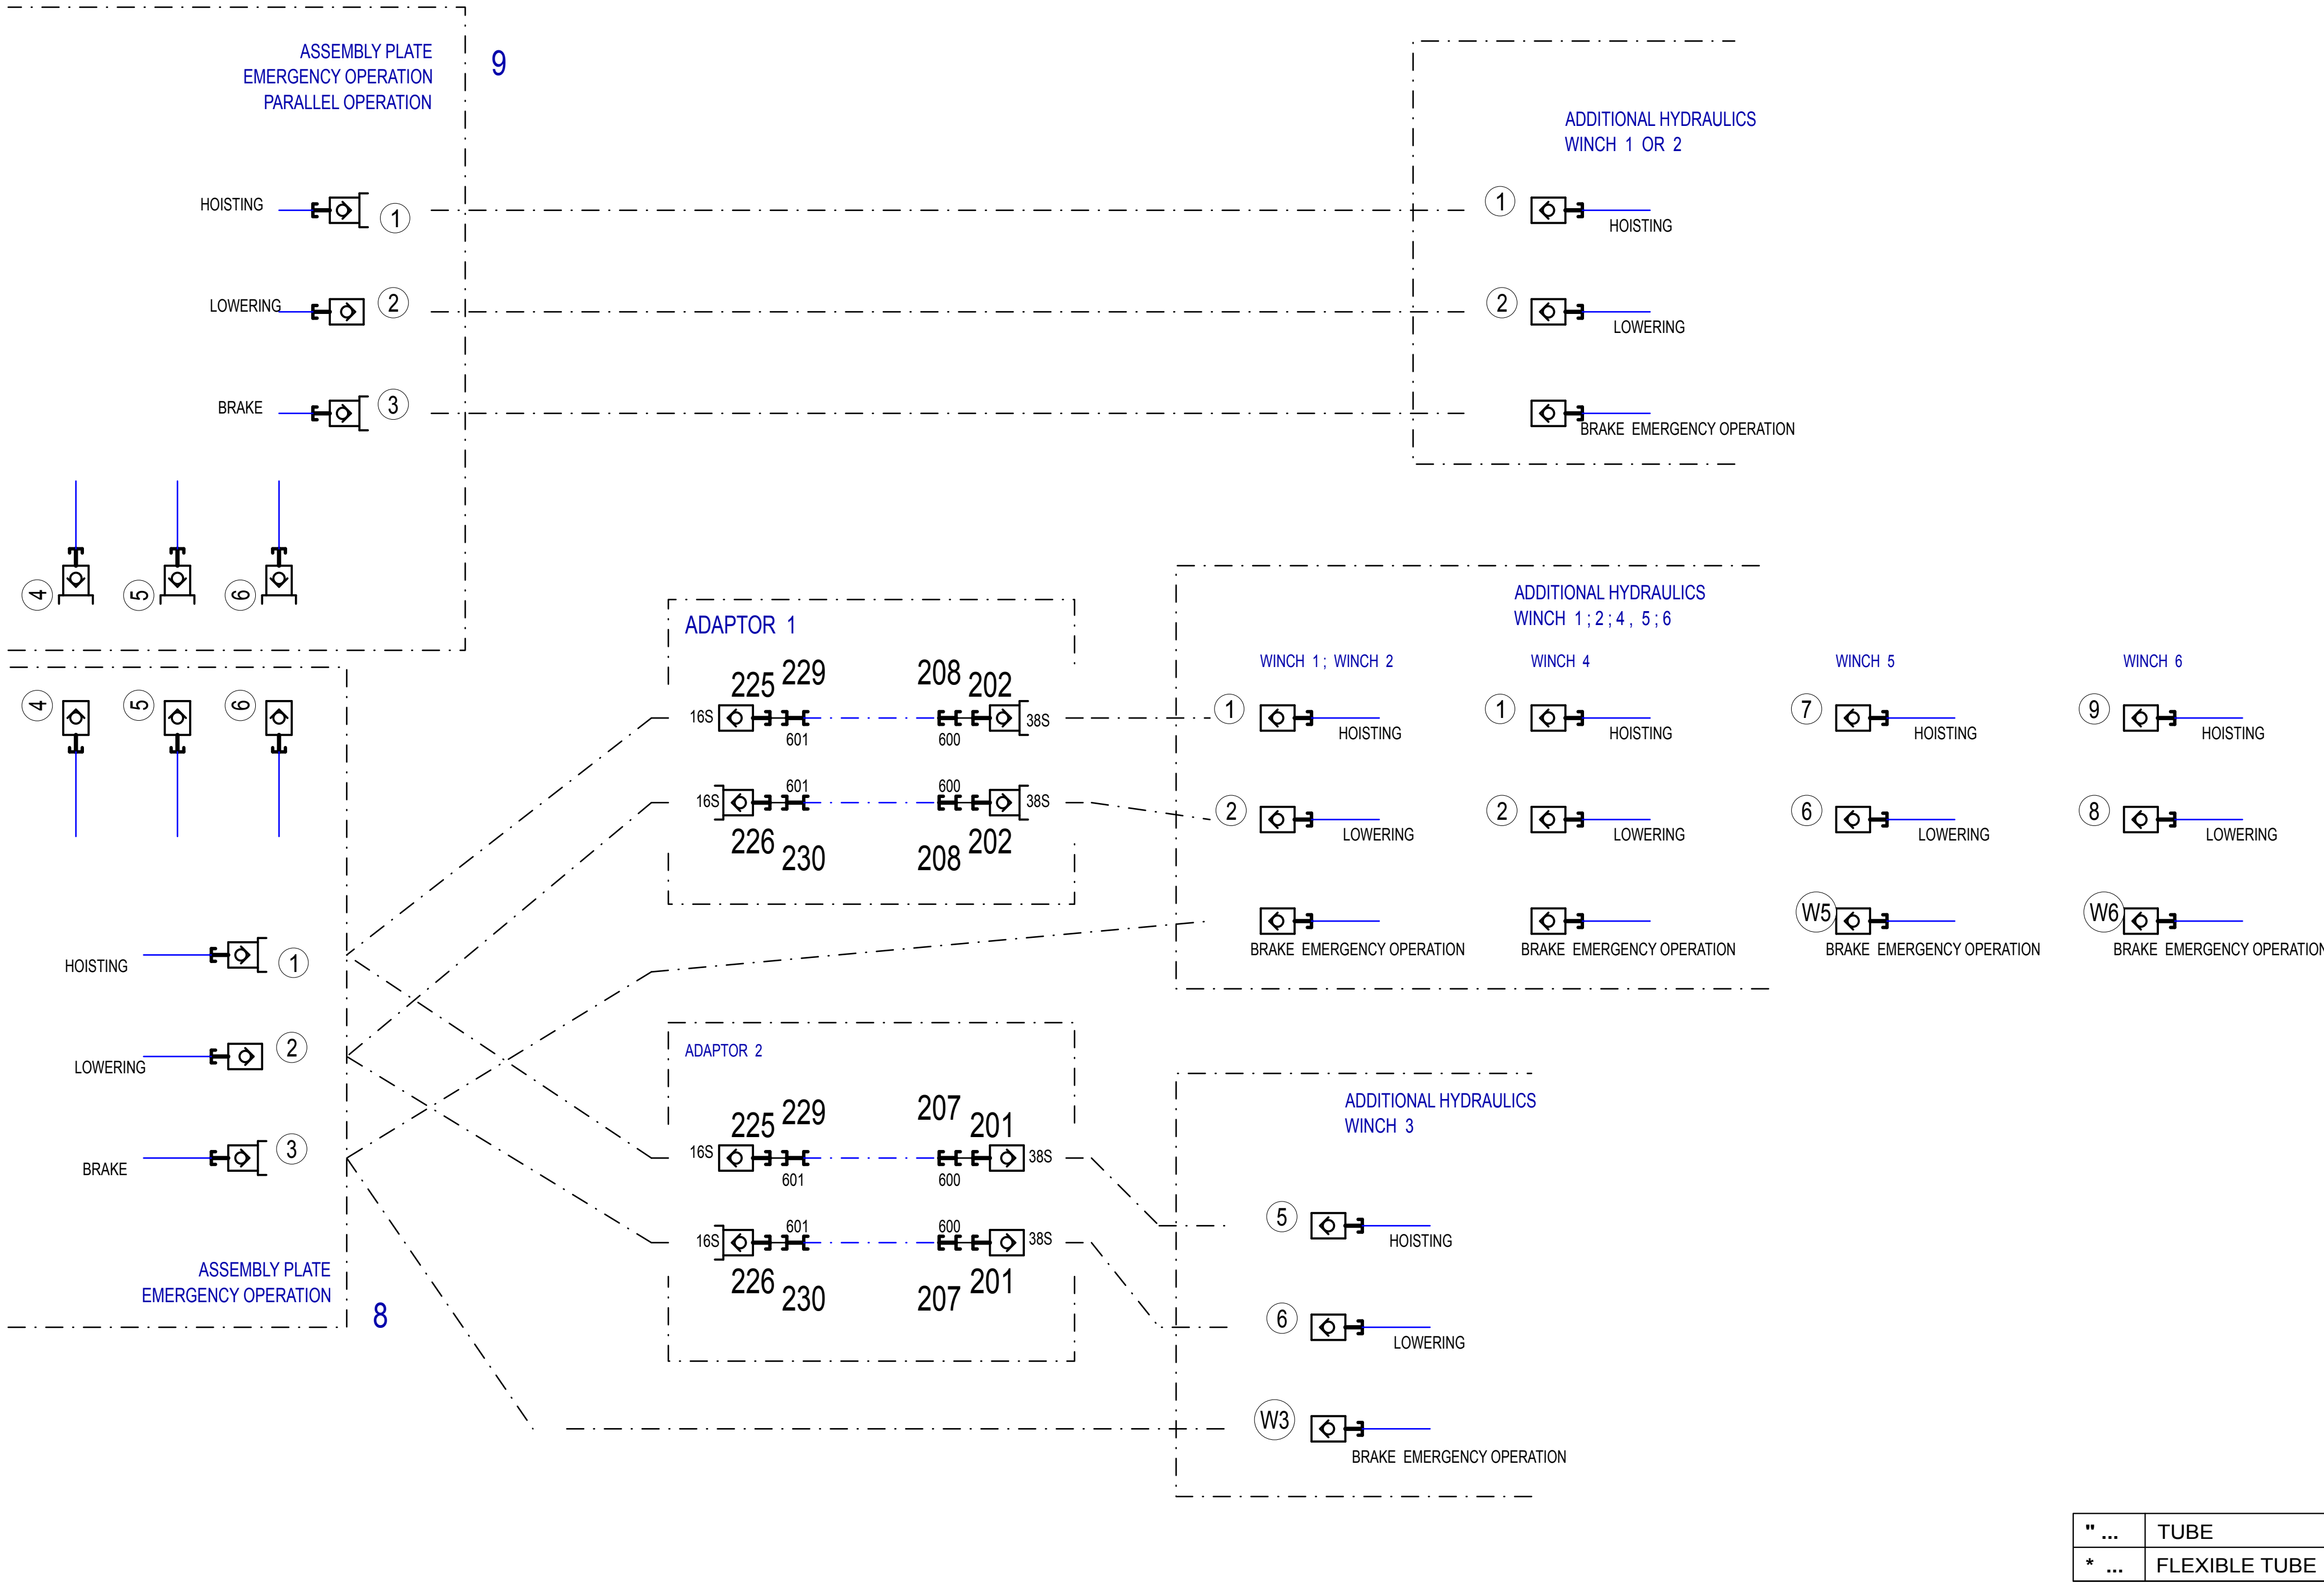 ASSEMBLY PLATE
EMERGENCY OPERATION
PARALLEL OPERATION
9
HOISTING
1
LOWERING
2
BRAKE
3
4
5
6
ADDITIONAL HYDRAULICS
WINCH 1 OR 2
1
HOISTING
2
LOWERING
BRAKE EMERGENCY OPERATION
4
5
6
HOISTING
1
LOWERING
2
BRAKE
3
ASSEMBLY PLATE
EMERGENCY OPERATION
8
ADAPTOR 1
225 229 208 202
16S 601 600 38S
16S 601 600 38S
226 230 208 202
ADAPTOR 2
225 229 207 201
16S 601 600 38S
16S 601 600 38S
226 230 207 201
ADDITIONAL HYDRAULICS
WINCH 1 ; 2 ; 4 , 5 ; 6
WINCH 1 ; WINCH 2
1
HOISTING
2
LOWERING
BRAKE EMERGENCY OPERATION
WINCH 4
1
HOISTING
2
LOWERING
BRAKE EMERGENCY OPERATION
WINCH 5
7
HOISTING
6
LOWERING
W5
BRAKE EMERGENCY OPERATION
WINCH 6
9
HOISTING
8
LOWERING
W6
BRAKE EMERGENCY OPERATION
ADDITIONAL HYDRAULICS
WINCH 3
5
HOISTING
6
LOWERING
W3
BRAKE EMERGENCY OPERATION
" ... TUBE
* ... FLEXIBLE TUBE